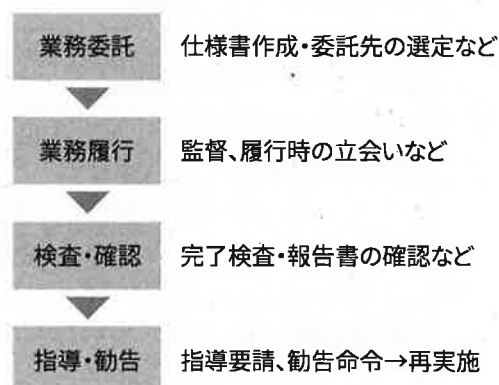 業務委託 仕様書作成・委託先の選定など
業務履行 監督、履行時の立会いなど
検査・確認 完了検査・報告書の確認など
指導・勧告 指導要請、勧告命令→再実施